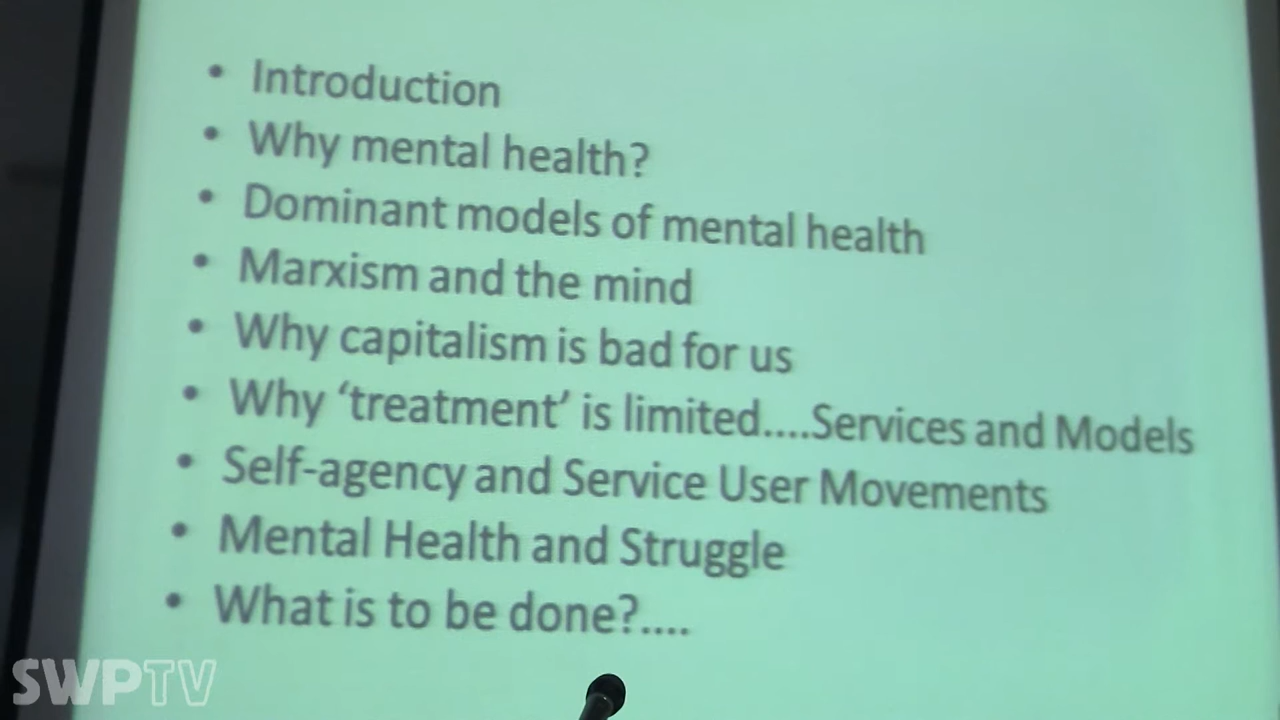 • Introduction
• Why mental health?
• Dominant models of mental health
• Marxism and the mind
• Why capitalism is bad for us
• Why ‘treatment’ is limited....Services and Models
• Self-agency and Service User Movements
• Mental Health and Struggle
• What is to be done?....
SWPTV